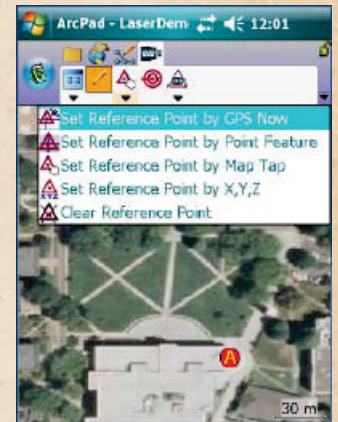 ArcPad - LaserDem 12:01
Set Reference Point by GPS Now
Set Reference Point by Point Feature
Set Reference Point by Map Tap
Set Reference Point by X,Y,Z
Clear Reference Point
A
30 m